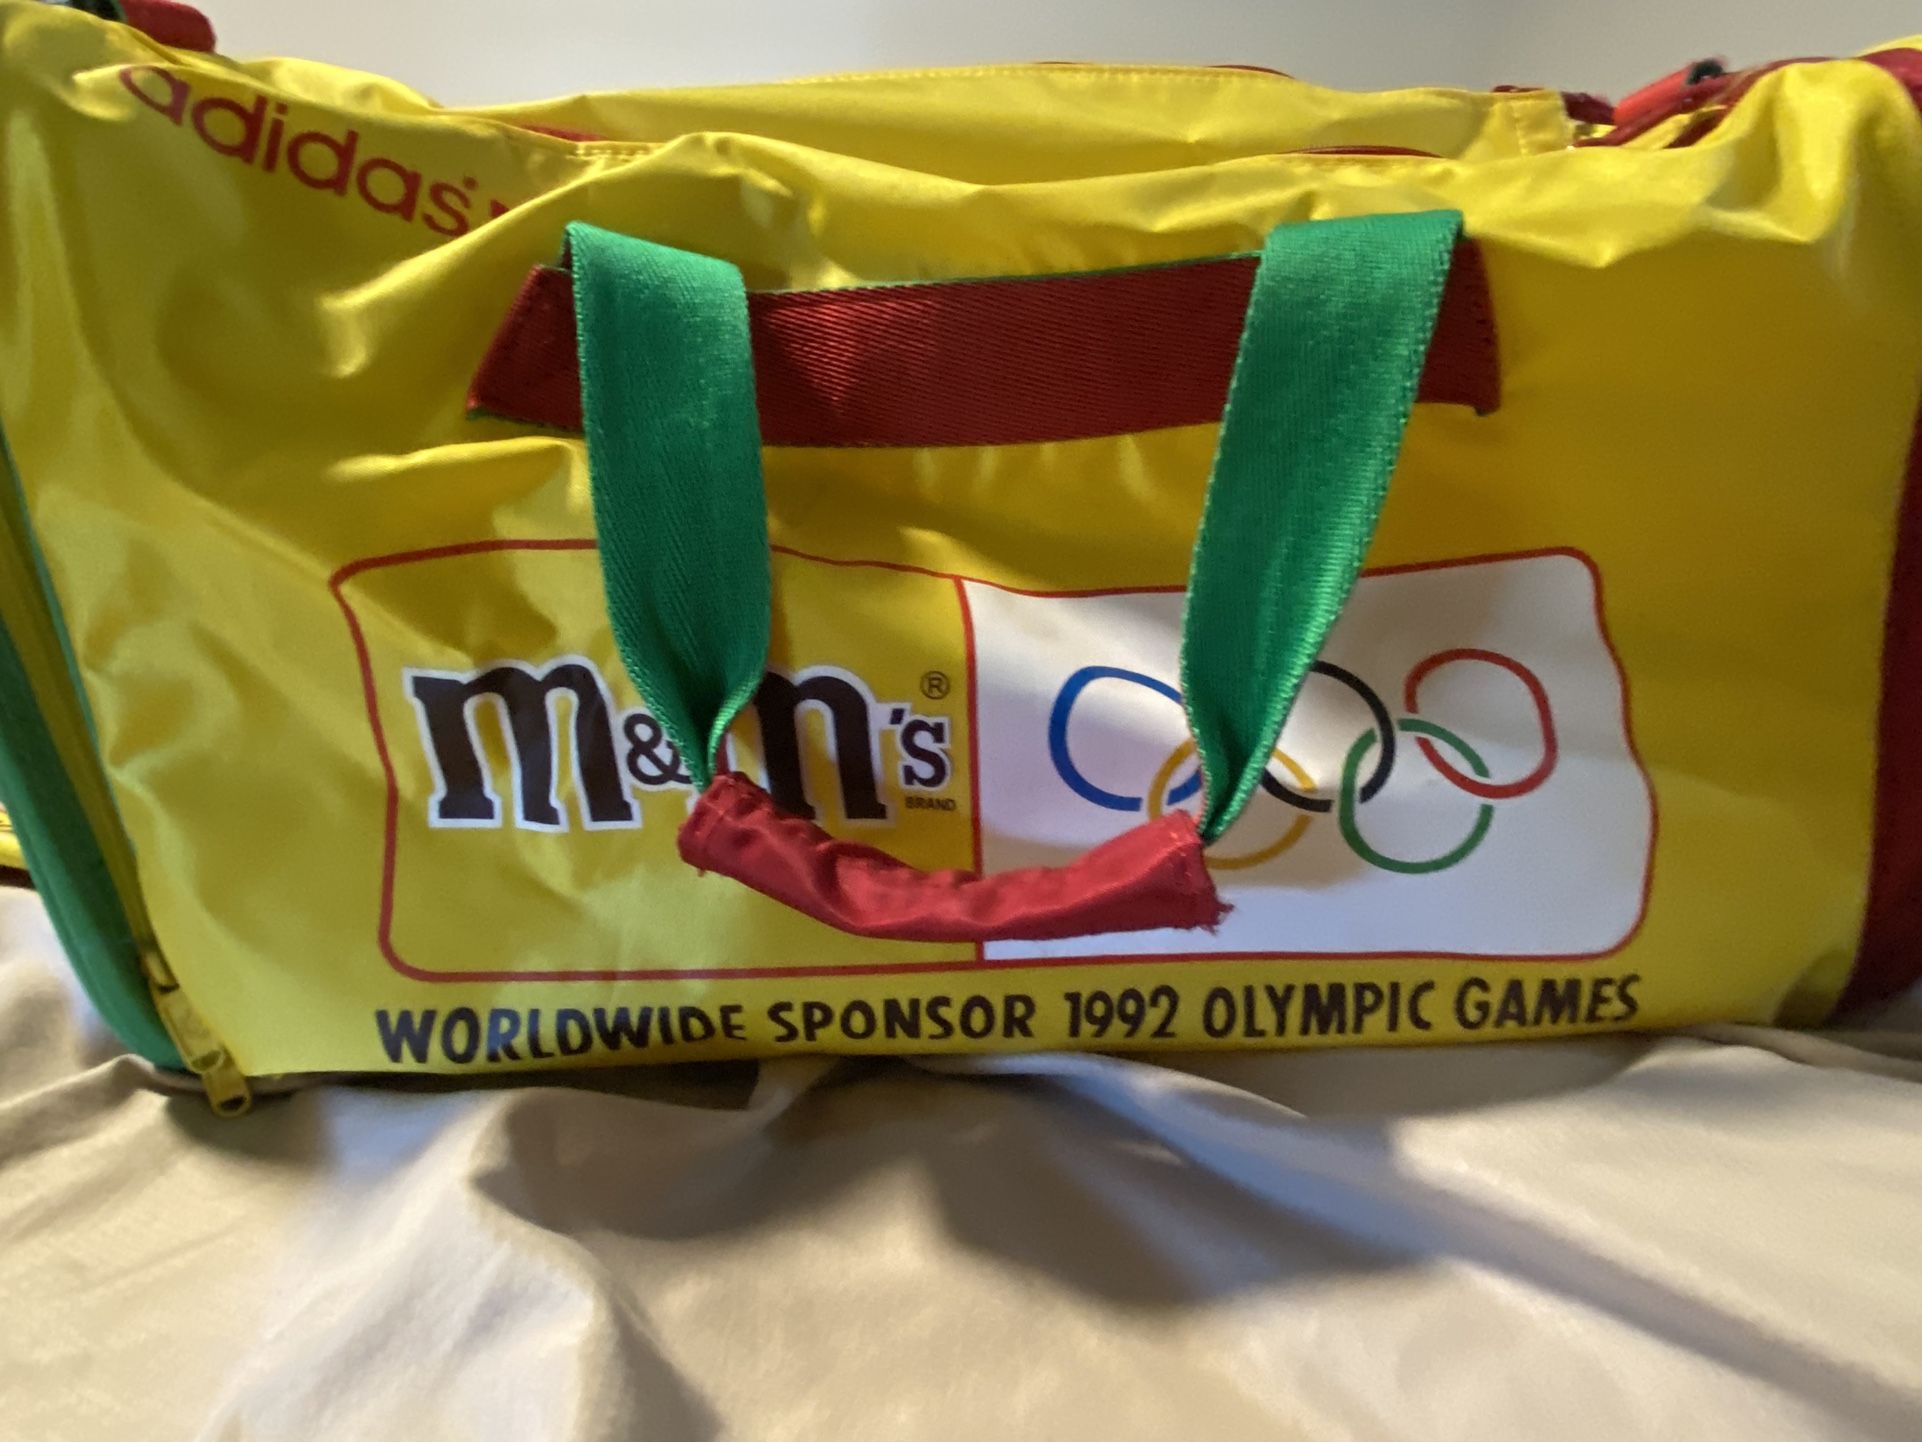 adidas
m&m's®
BRAND
WORLDWIDE SPONSOR 1992 OLYMPIC GAMES